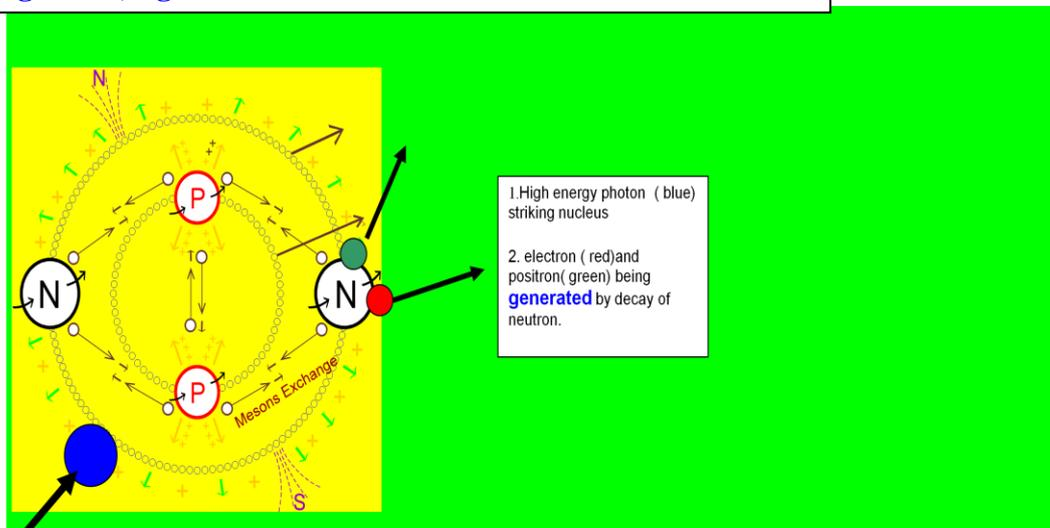 N
P
N
N
P
Mesons Exchange
S
1.High energy photon ( blue)
striking nucleus
2. electron ( red)and
positron( green) being
generated by decay of
neutron.